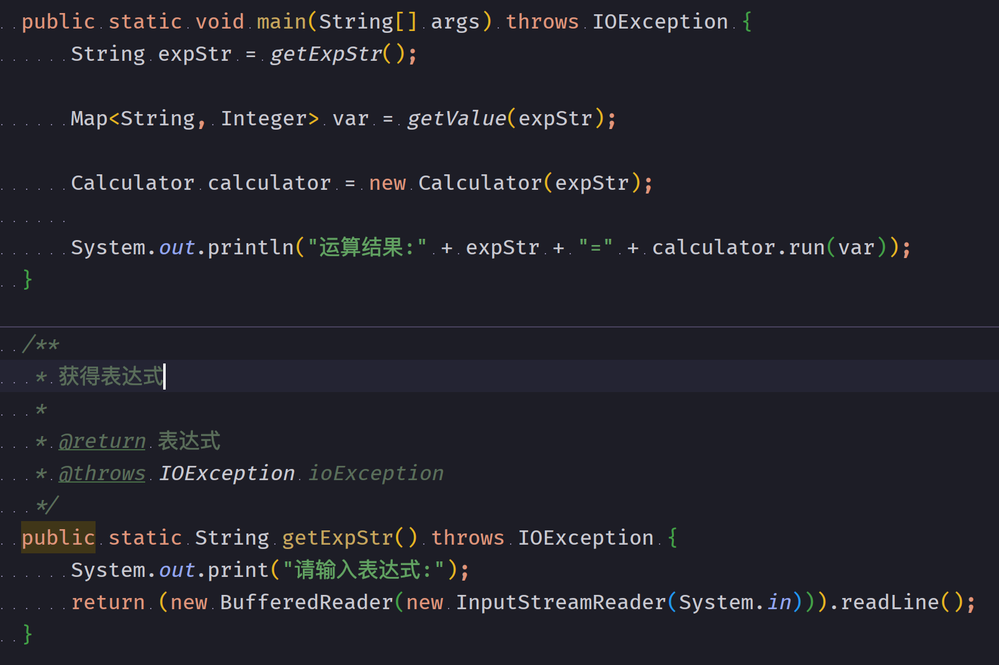 public static void main(String[] args) throws IOException {
String expStr = getExpStr();
Map<String, Integer> var = getValue(expStr);
Calculator calculator = new Calculator(expStr);
System.out.println("运算结果:" + expStr + "=" + calculator.run(var));
}
/**
* 获得表达式
*
* @return 表达式
* @throws IOException ioException
*/
public static String getExpStr() throws IOException {
System.out.print("请输入表达式:");
return (new BufferedReader(new InputStreamReader(System.in))).readLine();
}